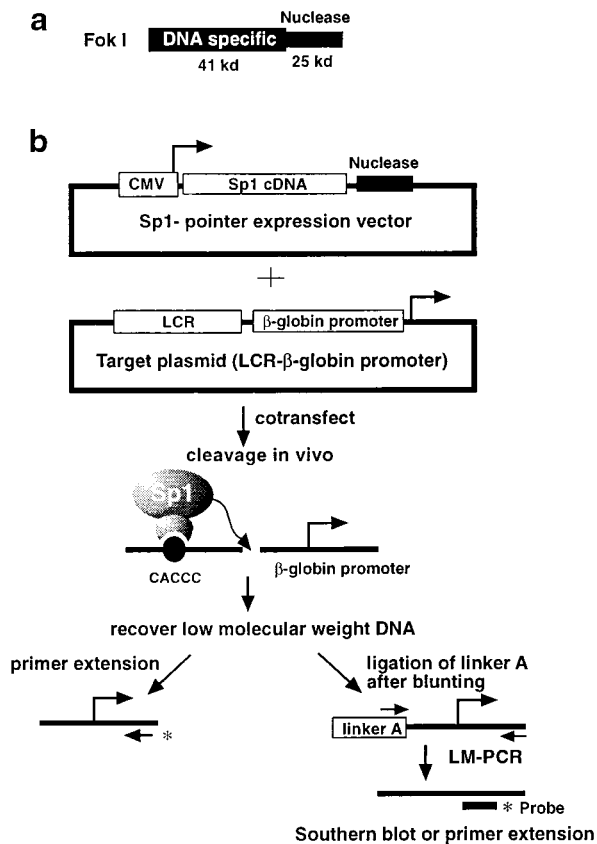 a
Nuclease
Fok I
DNA specific
41 kd
25 kd
b
CMV
Sp1 cDNA
Nuclease
Sp1- pointer expression vector
+
LCR
β-globin promoter
Target plasmid (LCR-β-globin promoter)
cotransfect
cleavage in vivo
Sp1
CACCC
β-globin promoter
recover low molecular weight DNA
primer extension
ligation of linker A
after blunting
*
linker A
LM-PCR
* Probe
Southern blot or primer extension